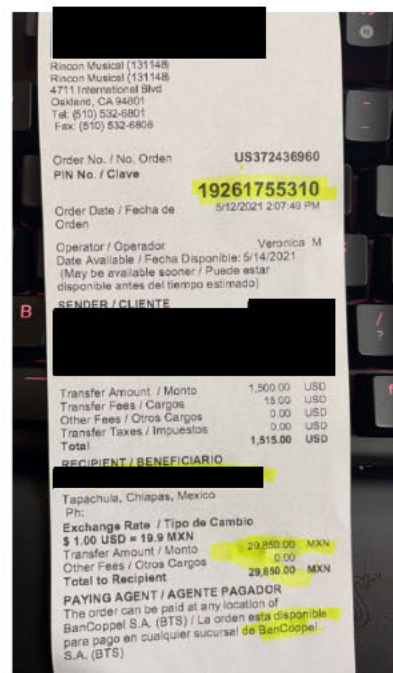 Rincon Musical (131148)
Rincon Musical (131148)
4711 International Blvd
Oakland, CA 94601
Tel: (510) 532-6801
Fax: (510) 532-6806
Order No. / No. Orden US372436960
PIN No. / Clave
19261755310
Order Date / Fecha de 5/12/2021 2:07:49 PM
Orden
Operator / Operador Veronica M
Date Available / Fecha Disponible: 5/14/2021
(May be available sooner / Puede estar
disponible antes del tiempo estimado)
SENDER / CLIENTE
Transfer Amount / Monto 1,500.00 USD
Transfer Fees / Cargos 15.00 USD
Other Fees / Otros Cargos 0.00 USD
Transfer Taxes / Impuestos 0.00 USD
Total 1,515.00 USD
RECIPIENT / BENEFICIARIO
Tapachula, Chiapas, Mexico
Ph:
Exchange Rate / Tipo de Cambio
$ 1.00 USD = 19.9 MXN
Transfer Amount / Monto 29,850.00 MXN
Other Fees / Otros Cargos 0.00
Total to Recipient 29,850.00 MXN
PAYING AGENT / AGENTE PAGADOR
The order can be paid at any location of
BanCoppel S.A. (BTS) / La orden esta disponible
para pago en cualquier sucursal de BanCoppel
S.A. (BTS)
B
?